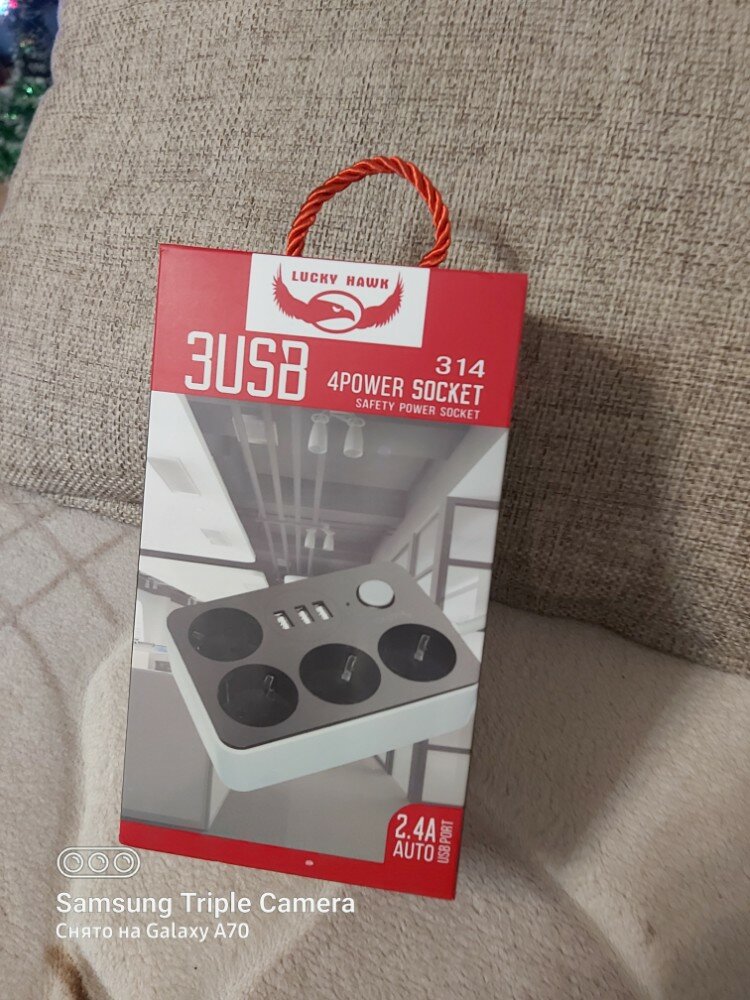 LUCKY HAWK
3USB
314
4POWER SOCKET
SAFETY POWER SOCKET
2.4A
AUTO
USB PORT
Samsung Triple Camera
Снято на Galaxy A70